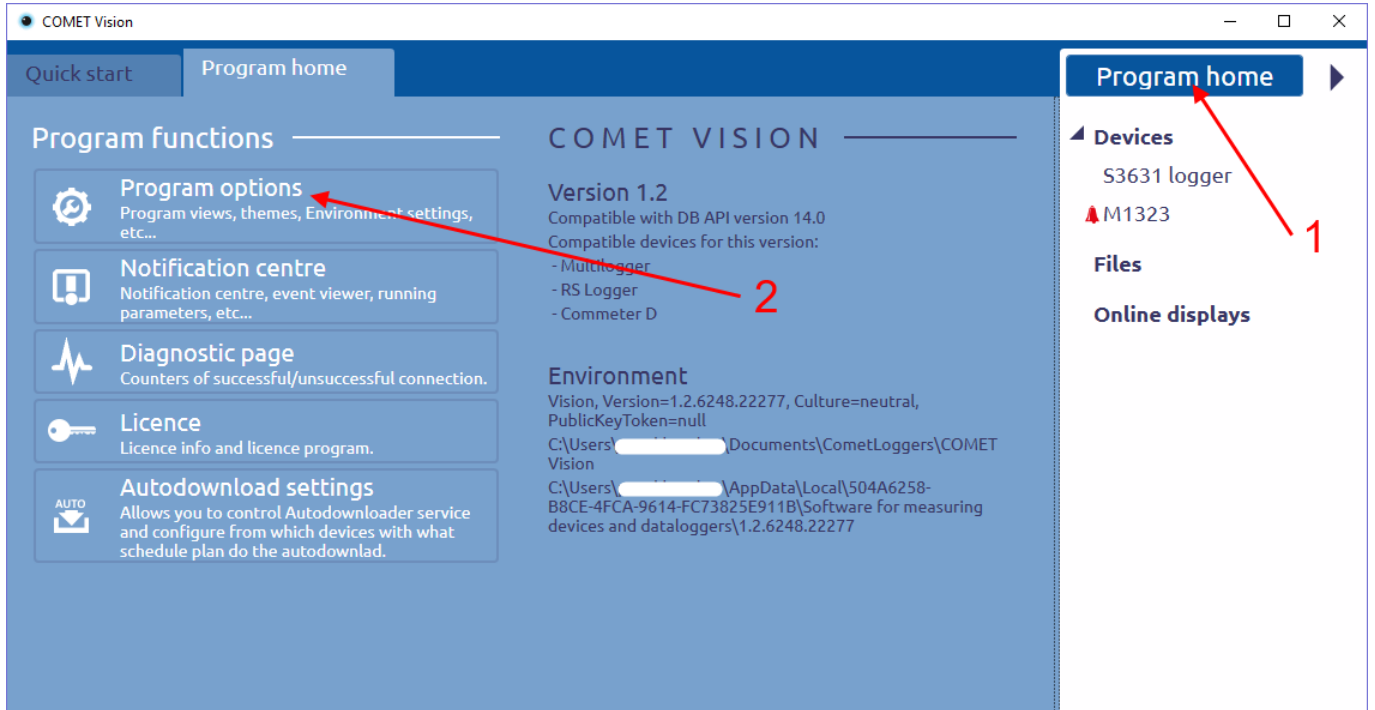 COMET Vision
Quick start
Program home
Program functions
Program options
Program views, themes, Environment settings,
etc...
Notification centre
Notification centre, event viewer, running
parameters, etc...
Diagnostic page
Counters of successful/unsuccessful connection.
Licence
Licence info and licence program.
AUTO
Autodownload settings
Allows you to control Autodownloader service
and configure from which devices with what
schedule plan do the autodownlad.
COMET VISION
Version 1.2
Compatible with DB API version 14.0
Compatible devices for this version:
- Multilogger
- RS Logger
- Commeter D
2
Environment
Vision, Version=1.2.6248.22277, Culture=neutral,
PublicKeyToken=null
C:\Users\ \Documents\CometLoggers\COMET
Vision
C:\Users\ \AppData\Local\504A6258-
B8CE-4FCA-9614-FC73825E911B\Software for measuring
devices and dataloggers\1.2.6248.22277
Program home
Devices
S3631 logger
M1323
1
Files
Online displays